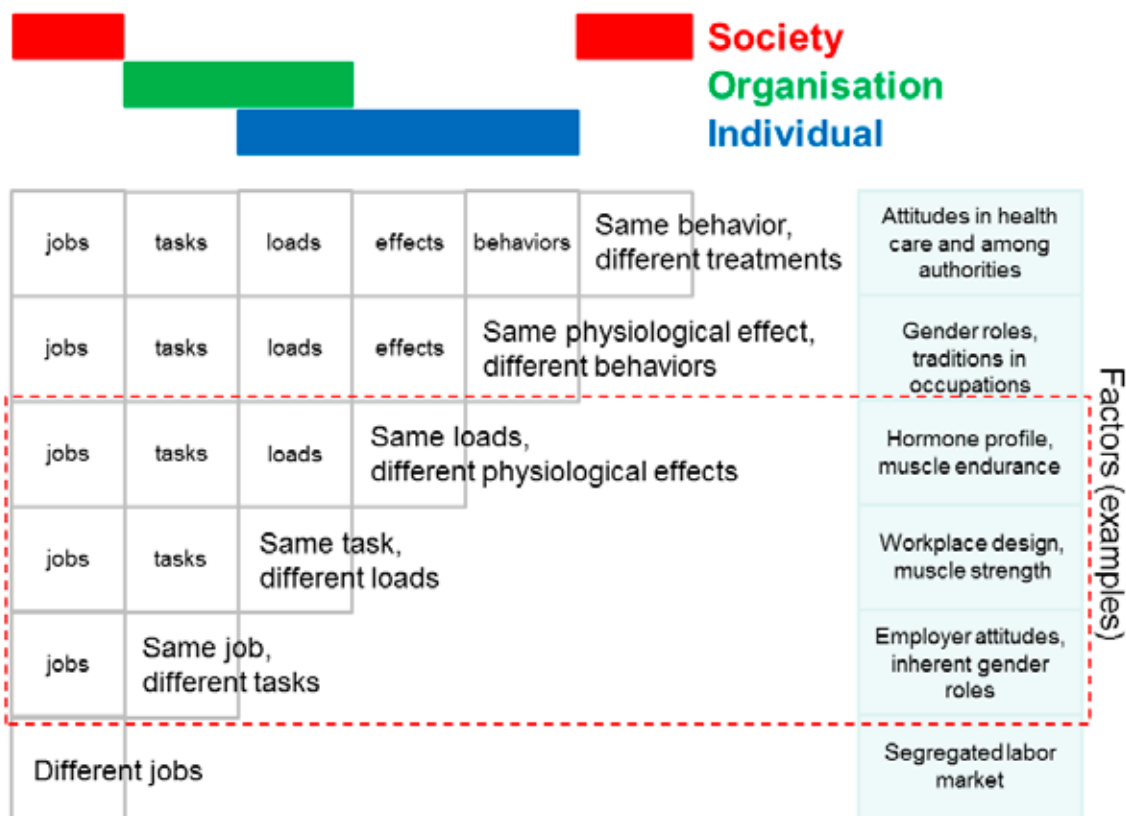 Society
Organisation
Individual
jobs tasks loads effects behaviors Same behavior,
different treatments
Attitudes in health
care and among
authorities
jobs tasks loads effects Same physiological effect,
different behaviors
Gender roles,
traditions in
occupations
jobs tasks loads Same loads,
different physiological effects
Hormone profile,
muscle endurance
jobs tasks Same task,
different loads
Workplace design,
muscle strength
jobs Same job,
different tasks
Employer attitudes,
inherent gender
roles
Different jobs
Segregated labor
market
Factors (examples)